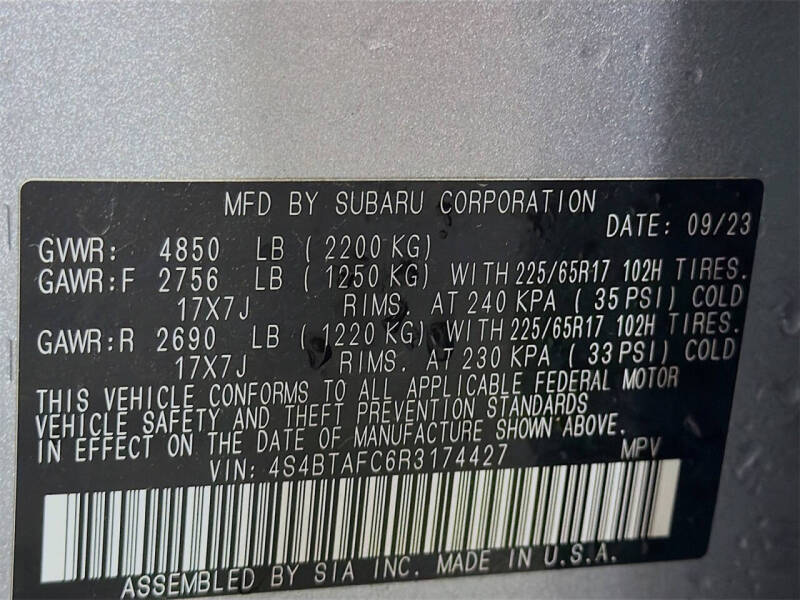 MFD BY SUBARU CORPORATION
DATE: 09/23
GVWR: 4850 LB ( 2200 KG)
GAWR:F 2756 LB ( 1250 KG) WITH 225/65R17 102H TIRES.
17X7J RIMS. AT 240 KPA ( 35 PSI) COLD
GAWR:R 2690 LB ( 1220 KG) WITH 225/65R17 102H TIRES.
17X7J RIMS. AT 230 KPA ( 33 PSI) COLD
THIS VEHICLE CONFORMS TO ALL APPLICABLE FEDERAL MOTOR
VEHICLE SAFETY AND THEFT PREVENTION STANDARDS
IN EFFECT ON THE DATE OF MANUFACTURE SHOWN ABOVE.
VIN: 4S4BTAFC6R3174427 MPV
ASSEMBLED BY SIA INC. MADE IN U.S.A.